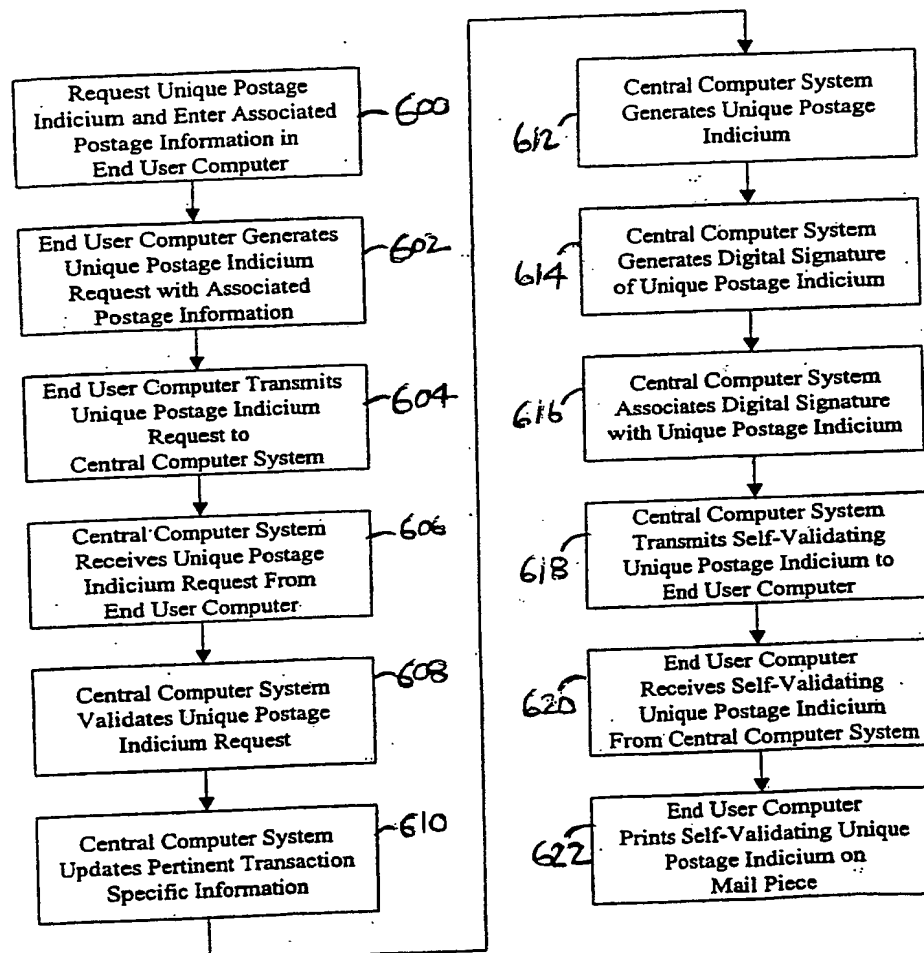 Request Unique Postage
Indicium and Enter Associated
Postage Information in
End User Computer
600
End User Computer Generates
Unique Postage Indicium
Request with Associated
Postage Information
602
End User Computer Transmits
Unique Postage Indicium
Request to
Central Computer System
604
Central Computer System
Receives Unique Postage
Indicium Request From
End User Computer
606
Central Computer System
Validates Unique Postage
Indicium Request
608
Central Computer System
Updates Pertinent Transaction
Specific Information
610
Central Computer System
Generates Unique Postage
Indicium
612
Central Computer System
Generates Digital Signature
of Unique Postage Indicium
614
Central Computer System
Associates Digital Signature
with Unique Postage Indicium
616
Central Computer System
Transmits Self-Validating
Unique Postage Indicium to
End User Computer
618
End User Computer
Receives Self-Validating
Unique Postage Indicium
From Central Computer System
620
End User Computer
Prints Self-Validating Unique
Postage Indicium on
Mail Piece
622